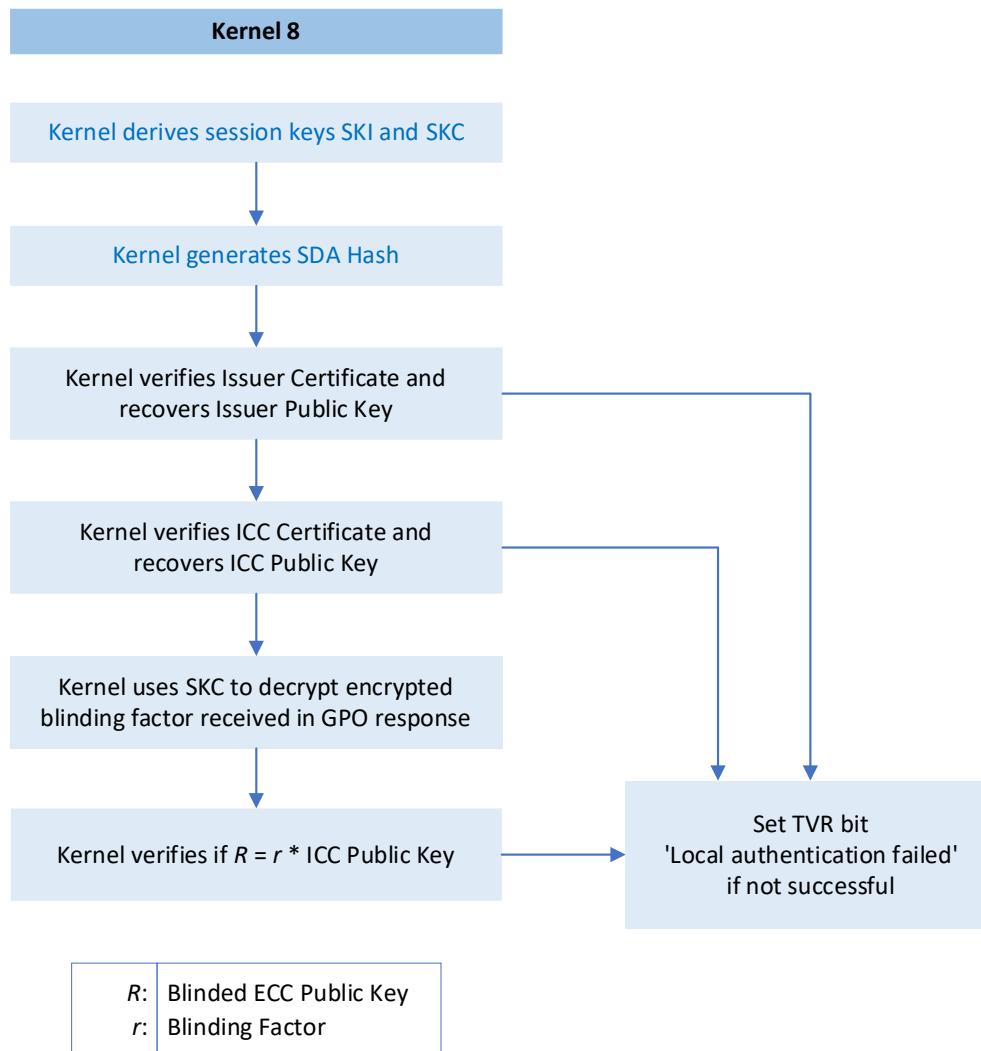 Kernel 8
Kernel derives session keys SKI and SKC
Kernel generates SDA Hash
Kernel verifies Issuer Certificate and
recovers Issuer Public Key
Kernel verifies ICC Certificate and
recovers ICC Public Key
Kernel uses SKC to decrypt encrypted
blinding factor received in GPO response
Kernel verifies if R = r * ICC Public Key
Set TVR bit
'Local authentication failed'
if not successful
R: Blinded ECC Public Key
r: Blinding Factor